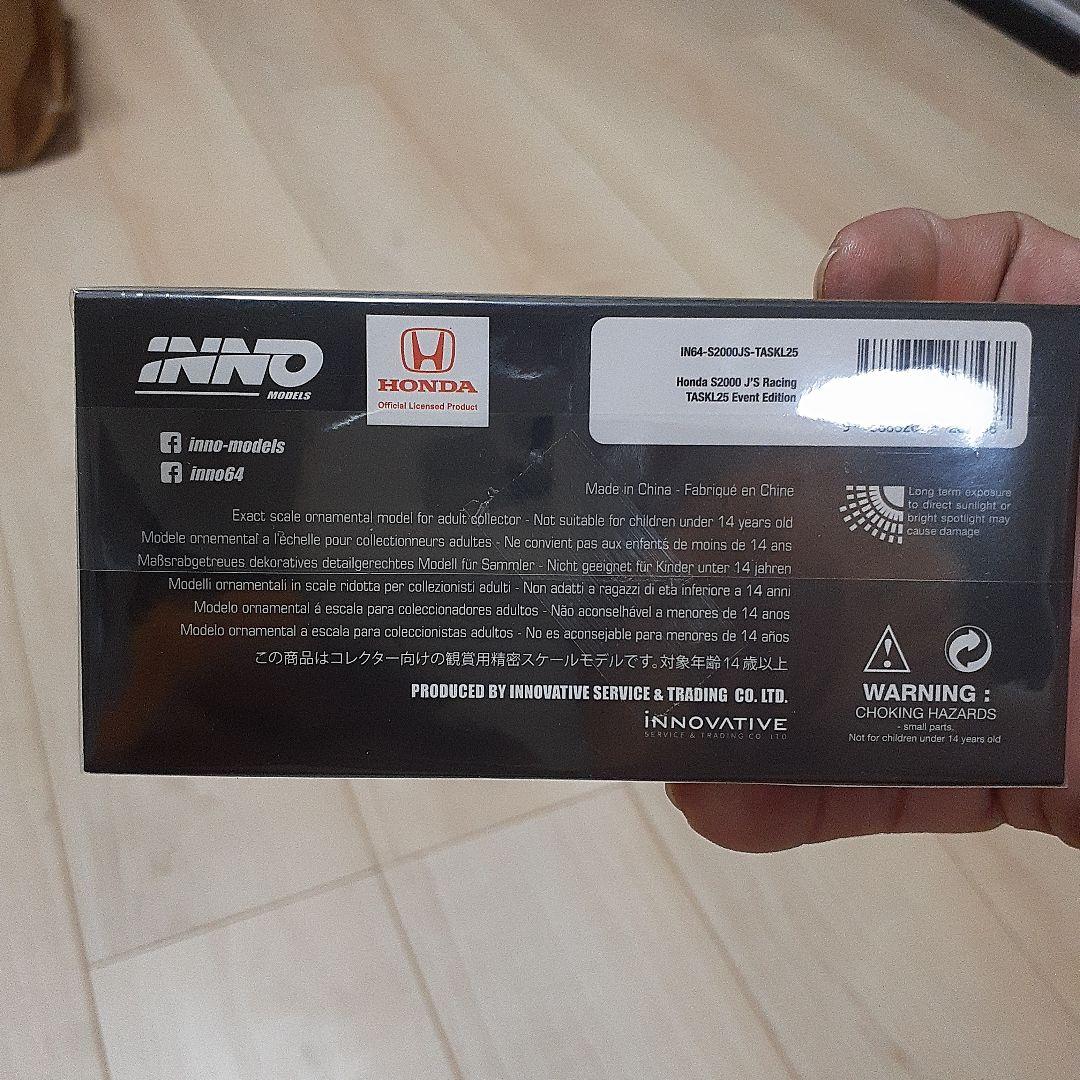 INNO
MODELS
HONDA
Official Licensed Product
IN64-S2000JS-TASKL25
Honda S2000 J'S Racing
TASKL25 Event Edition
inno-models
inno64
Made in China - Fabriqué en Chine
Exact scale ornamental model for adult collector - Not suitable for children under 14 years old
Modele ornemental a l'échelle pour collectionneurs adultes - Ne convient pas aux enfants de moins de 14 ans
Maßsrabgetreues dekoratives detailgerechtes Modell für Sammler - Nicht geeignet für Kinder unter 14 jahren
Modelli ornamentali in scale ridotta per collezionisti adulti - Non adatti a ragazzi di età inferiore a 14 anni
Modelo ornamental á escala para coleccionadores adultos - Não aconselhável a menores de 14 anos
Modelo ornamental a escala para coleccionistas adultos - No es aconsejable para menores de 14 años
この商品はコレクター向けの観賞用精密スケールモデルです。対象年齢14歳以上
PRODUCED BY INNOVATIVE SERVICE & TRADING CO. LTD.
INNOVATIVE
SERVICE & TRADING CO. LTD
Long term exposure
to direct sunlight or
bright spotlight may
cause damage
WARNING :
CHOKING HAZARDS
- small parts.
Not for children under 14 years old